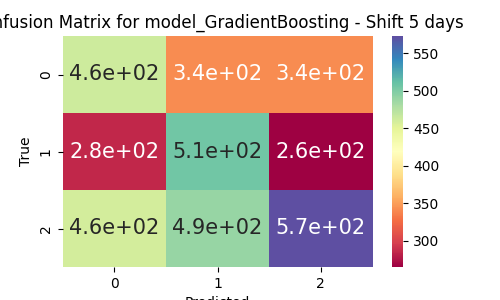 nfusion Matrix for model_GradientBoosting - Shift 5 days
0 4.6e+02 3.4e+02 3.4e+02
1 2.8e+02 5.1e+02 2.6e+02
2 4.6e+02 4.9e+02 5.7e+02
0 1 2
Predicted
True
550
500
450
400
350
300